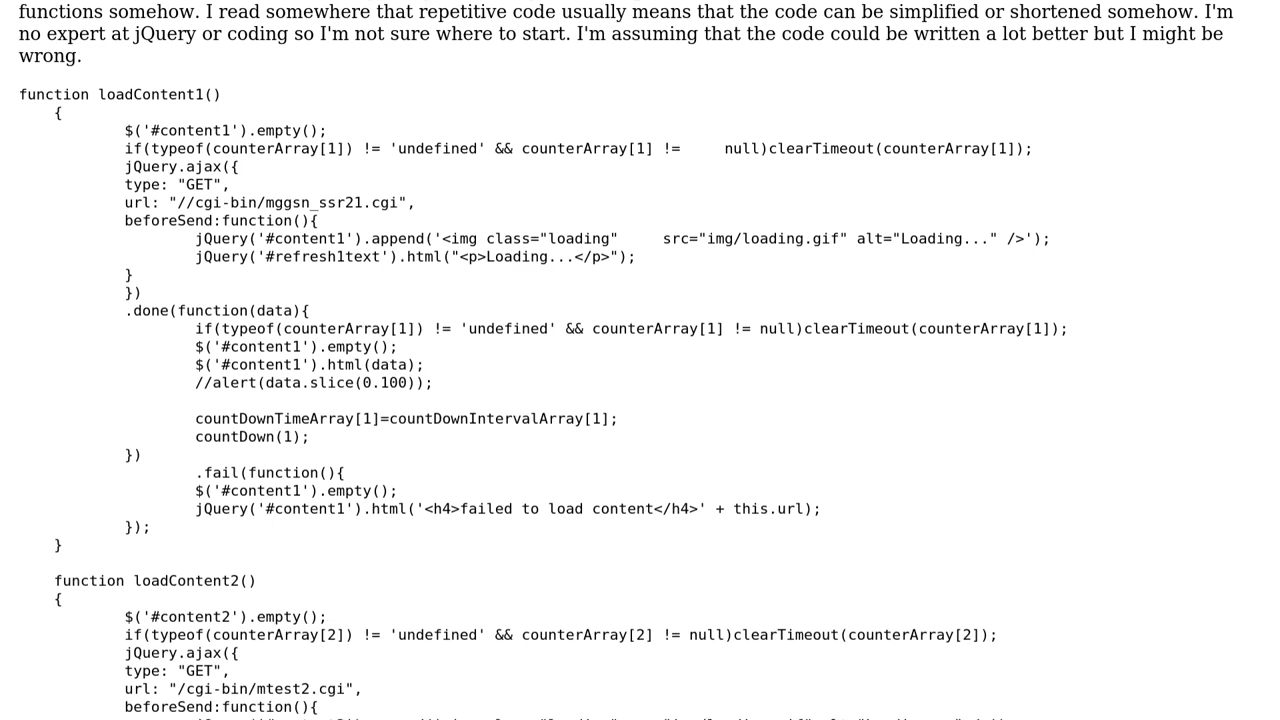 functions somehow. I read somewhere that repetitive code usually means that the code can be simplified or shortened somehow. I'm
no expert at jQuery or coding so I'm not sure where to start. I'm assuming that the code could be written a lot better but I might be
wrong.
function loadContent1()
{
$('#content1').empty();
if(typeof(counterArray[1]) != 'undefined' && counterArray[1] !=     null)clearTimeout(counterArray[1]);
jQuery.ajax({
type: "GET",
url: "//cgi-bin/mggsn_ssr21.cgi",
beforeSend:function(){
jQuery('#content1').append('<img class="loading"     src="img/loading.gif" alt="Loading..." />');
jQuery('#refresh1text').html("<p>Loading...</p>");
}
})
.done(function(data){
if(typeof(counterArray[1]) != 'undefined' && counterArray[1] != null)clearTimeout(counterArray[1]);
$('#content1').empty();
$('#content1').html(data);
//alert(data.slice(0.100));
countDownTimeArray[1]=countDownIntervalArray[1];
countDown(1);
})
.fail(function(){
$('#content1').empty();
jQuery('#content1').html('<h4>failed to load content</h4>' + this.url);
});
}
function loadContent2()
{
$('#content2').empty();
if(typeof(counterArray[2]) != 'undefined' && counterArray[2] != null)clearTimeout(counterArray[2]);
jQuery.ajax({
type: "GET",
url: "/cgi-bin/mtest2.cgi",
beforeSend:function(){